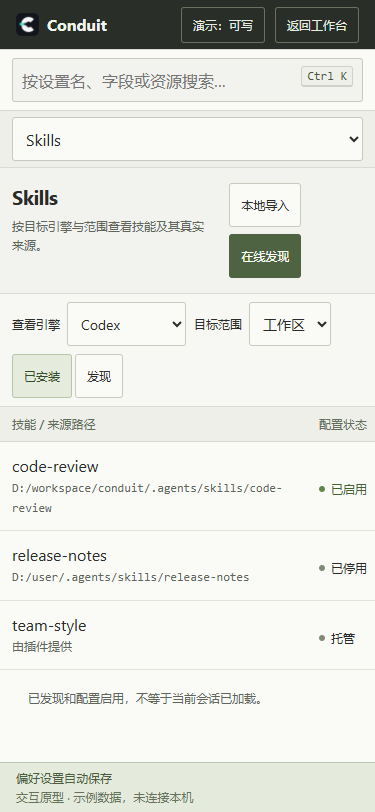 Conduit
演示：可写
返回工作台
按设置名、字段或资源搜索...
Ctrl K
Skills
Skills
按目标引擎与范围查看技能及其真实
来源。
本地导入
在线发现
查看引擎
Codex
目标范围
工作区
已安装
发现
技能 / 来源路径
配置状态
code-review
D:/workspace/conduit/.agents/skills/code-
review
已启用
release-notes
D:/user/.agents/skills/release-notes
已停用
team-style
由插件提供
托管
已发现和配置启用，不等于当前会话已加载。
偏好设置自动保存
交互原型 · 示例数据，未连接本机